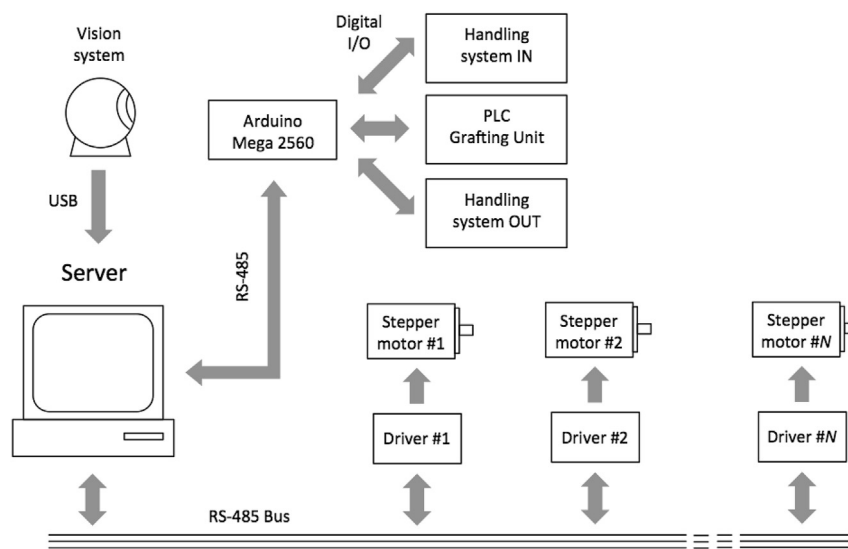 Vision
system
USB
Server
Digital
I/O
Arduino
Mega 2560
Handling
system IN
PLC
Grafting Unit
Handling
system OUT
RS-485
Stepper
motor #1
Stepper
motor #2
Stepper
motor #N
Driver #1
Driver #2
Driver #N
RS-485 Bus